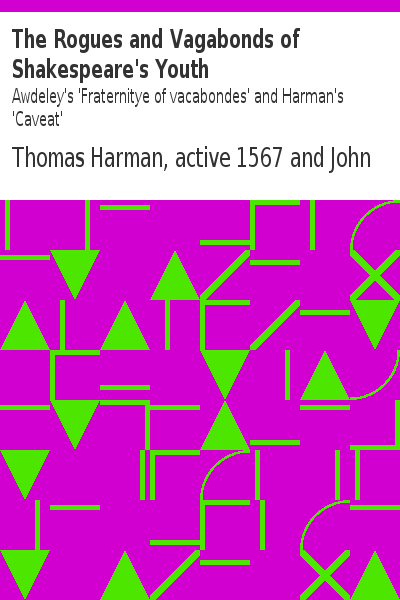 The Rogues and Vagabonds of
Shakespeare's Youth
Awdeley's 'Fraternitye of vacabondes' and Harman's
'Caveat'
Thomas Harman, active 1567 and John